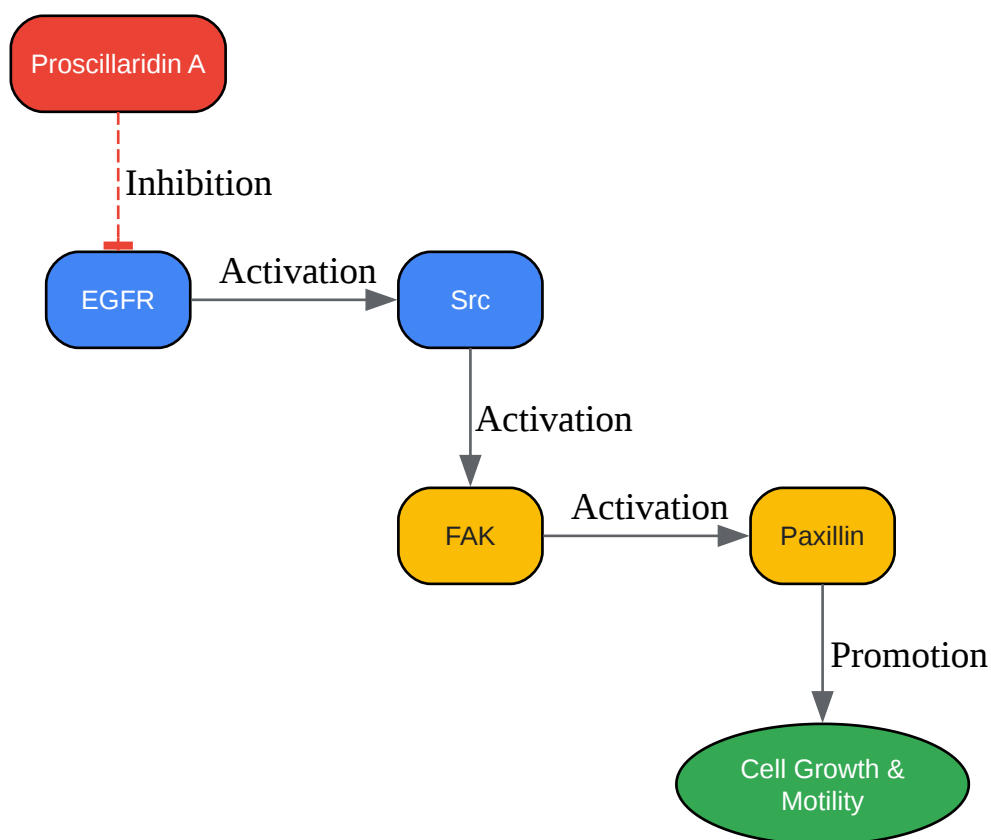 Proscillaridin A
Inhibition
EGFR
Activation
Src
Activation
FAK
Activation
Paxillin
Promotion
Cell Growth &
Motility